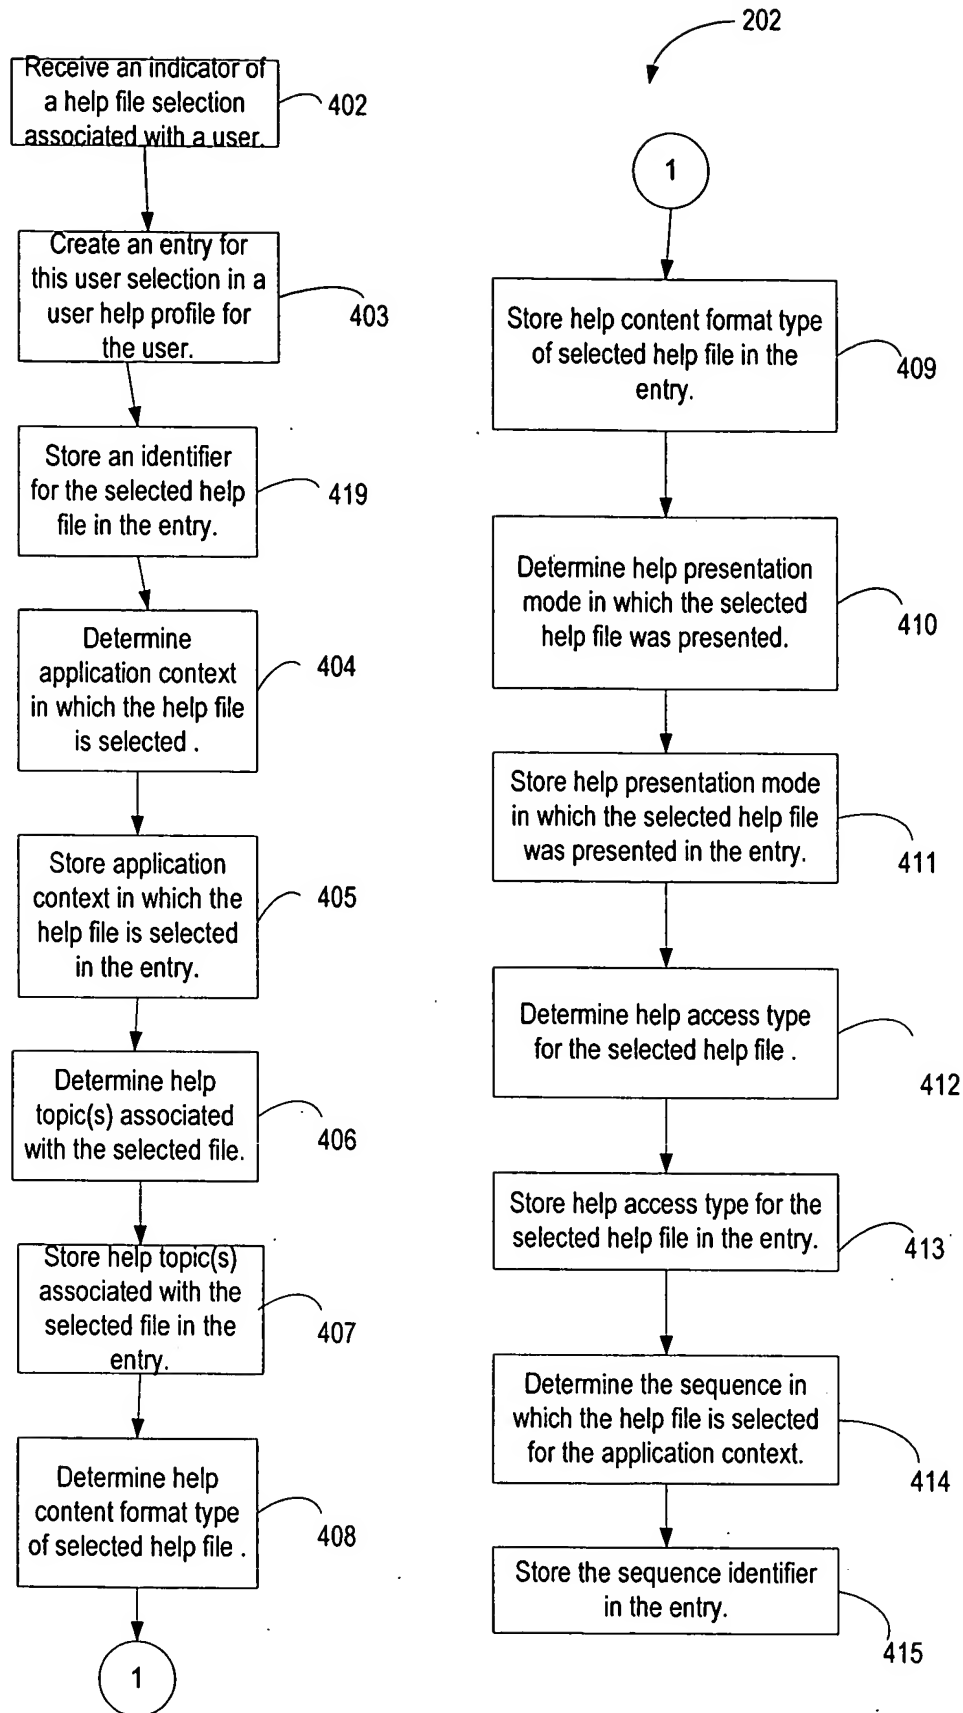 202
Receive an indicator of
a help file selection
associated with a user.
402
Create an entry for
this user selection in a
user help profile for
the user.
403
Store an identifier
for the selected help
file in the entry.
419
Determine
application context
in which the help file
is selected .
404
Store application
context in which the
help file is selected
in the entry.
405
Determine help
topic(s) associated
with the selected file.
406
Store help topic(s)
associated with the
selected file in the
entry.
407
Determine help
content format type
of selected help file .
408
1
1
Store help content format type
of selected help file in the
entry.
409
Determine help presentation
mode in which the selected
help file was presented.
410
Store help presentation mode
in which the selected help file
was presented in the entry.
411
Determine help access type
for the selected help file .
412
Store help access type for the
selected help file in the entry.
413
Determine the sequence in
which the help file is selected
for the application context.
414
Store the sequence identifier
in the entry.
415